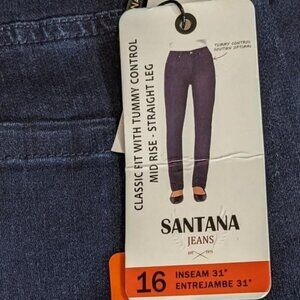 CLASSIC FIT WITH TUMMY CONTROL
MID RISE - STRAIGHT LEG
TUMMY CONTROL
SANTANA
JEANS
16
INSEAM 31"
ENTREJAMBE 31"